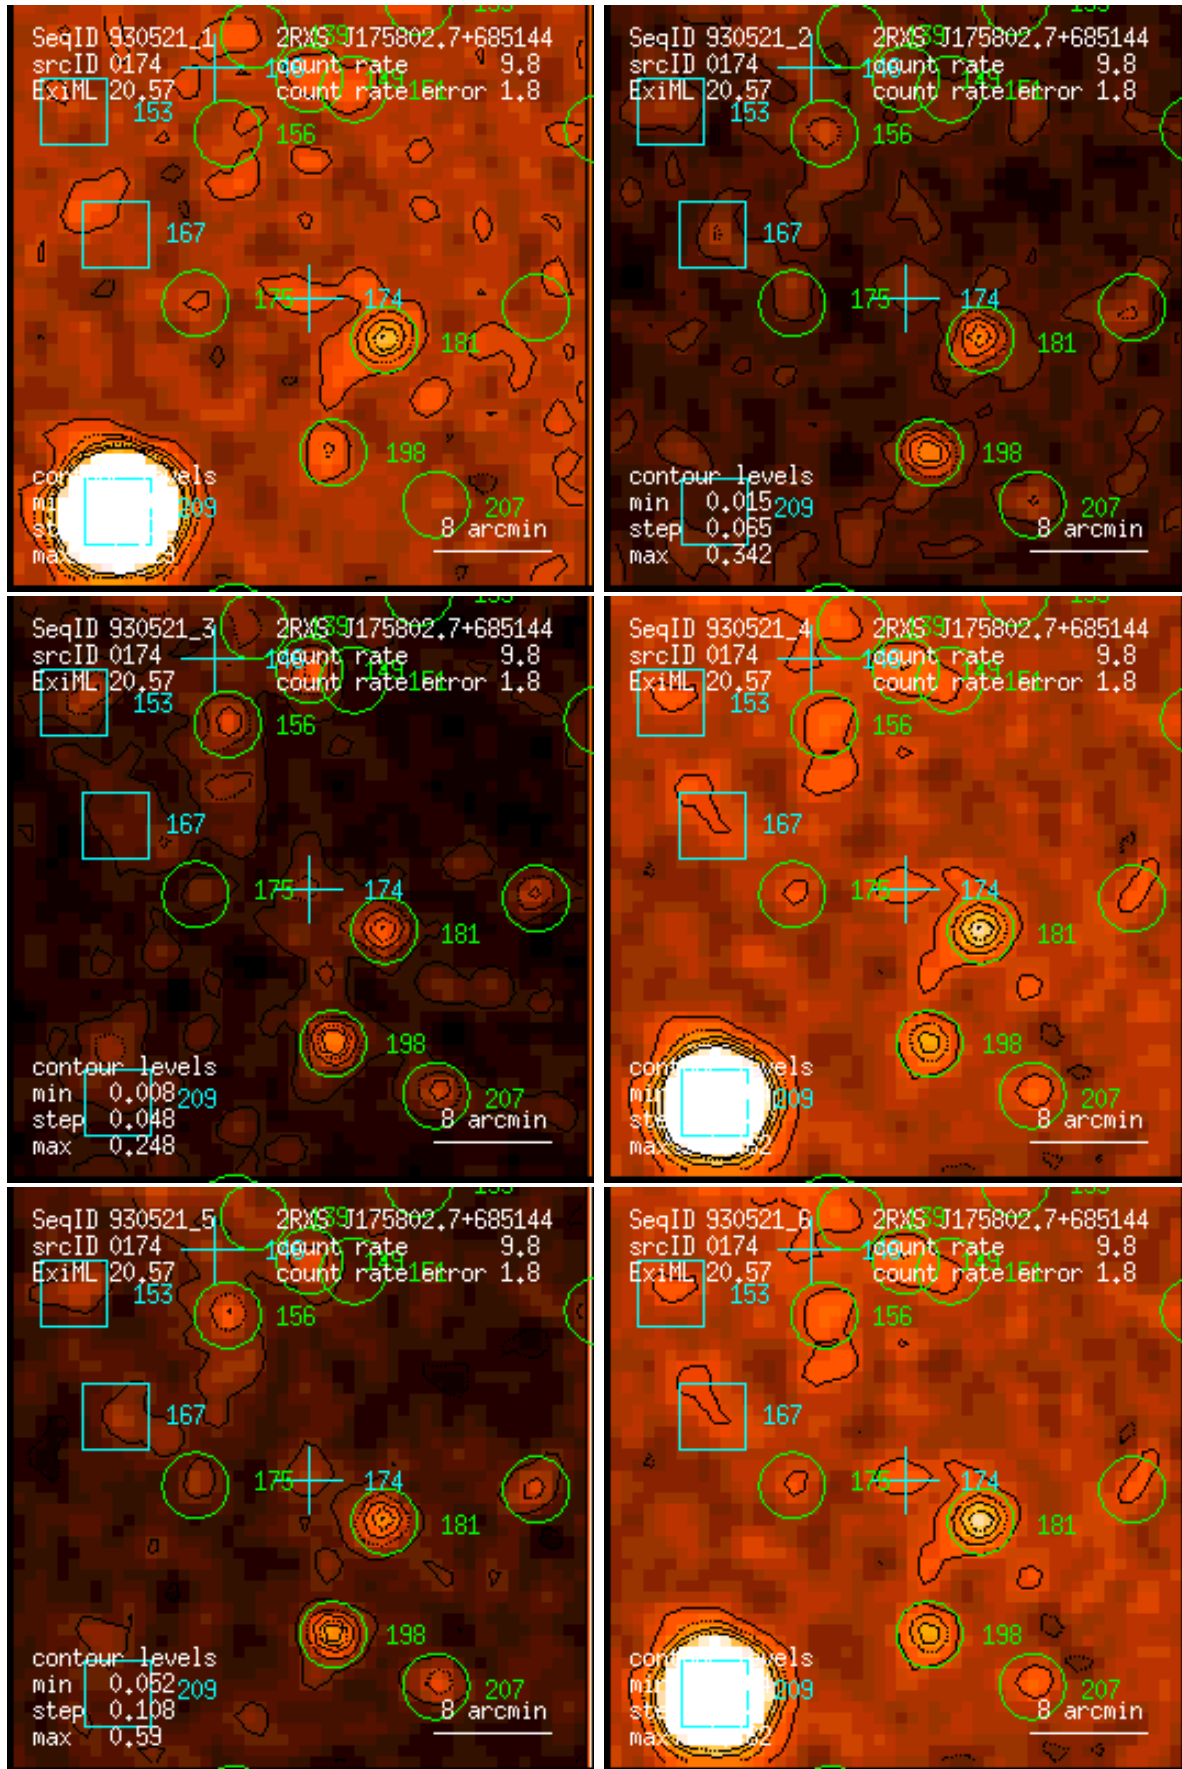 SeqID 930521_1 2RXS J175802.7+685144
srcID 0174 count rate 9.8
ExiML 20.57 count rate error 1.8
153
156
167
175 174
181
198
contour levels
209
207
8 arcmin
SeqID 930521_2 2RXS J175802.7+685144
srcID 0174 count rate 9.8
ExiML 20.57 count rate error 1.8
153
156
167
175 174
181
198
contour levels
min 0.015 209
207
step 0.065 8 arcmin
max 0.342
SeqID 930521_3 2RXS J175802.7+685144
srcID 0174 count rate 9.8
ExiML 20.57 count rate error 1.8
153
156
167
175 174
181
198
contour levels
min 0.008 209
207
step 0.048 8 arcmin
max 0.248
SeqID 930521_4 2RXS J175802.7+685144
srcID 0174 count rate 9.8
ExiML 20.57 count rate error 1.8
153
156
167
175 174
181
198
209
207
8 arcmin
SeqID 930521_5 2RXS J175802.7+685144
srcID 0174 count rate 9.8
ExiML 20.57 count rate error 1.8
153
156
167
175 174
181
198
contour levels
min 0.052 209
207
step 0.108 8 arcmin
max 0.59
SeqID 930521_6 2RXS J175802.7+685144
srcID 0174 count rate 9.8
ExiML 20.57 count rate error 1.8
153
156
167
175 174
181
198
209
207
8 arcmin